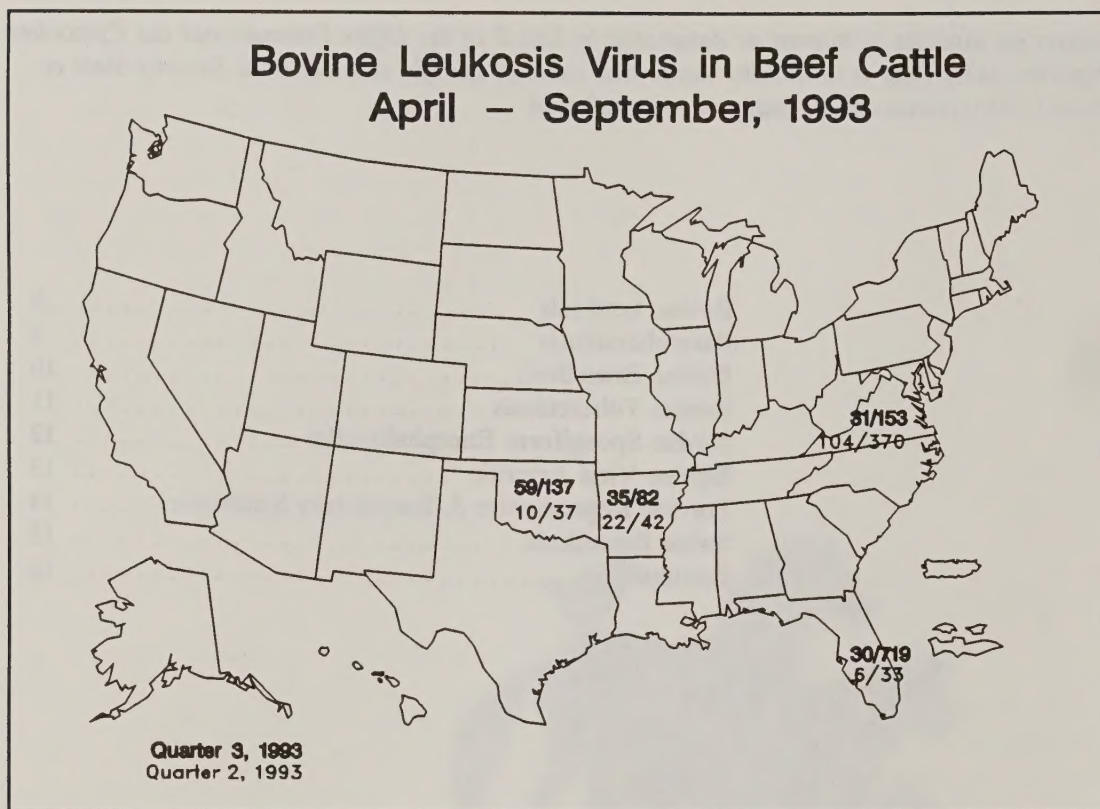 Bovine Leukosis Virus in Beef Cattle
April – September, 1993
31/153
104/370
59/137
10/37
35/82
22/42
30/719
6/33
Quarter 3, 1993
Quarter 2, 1993